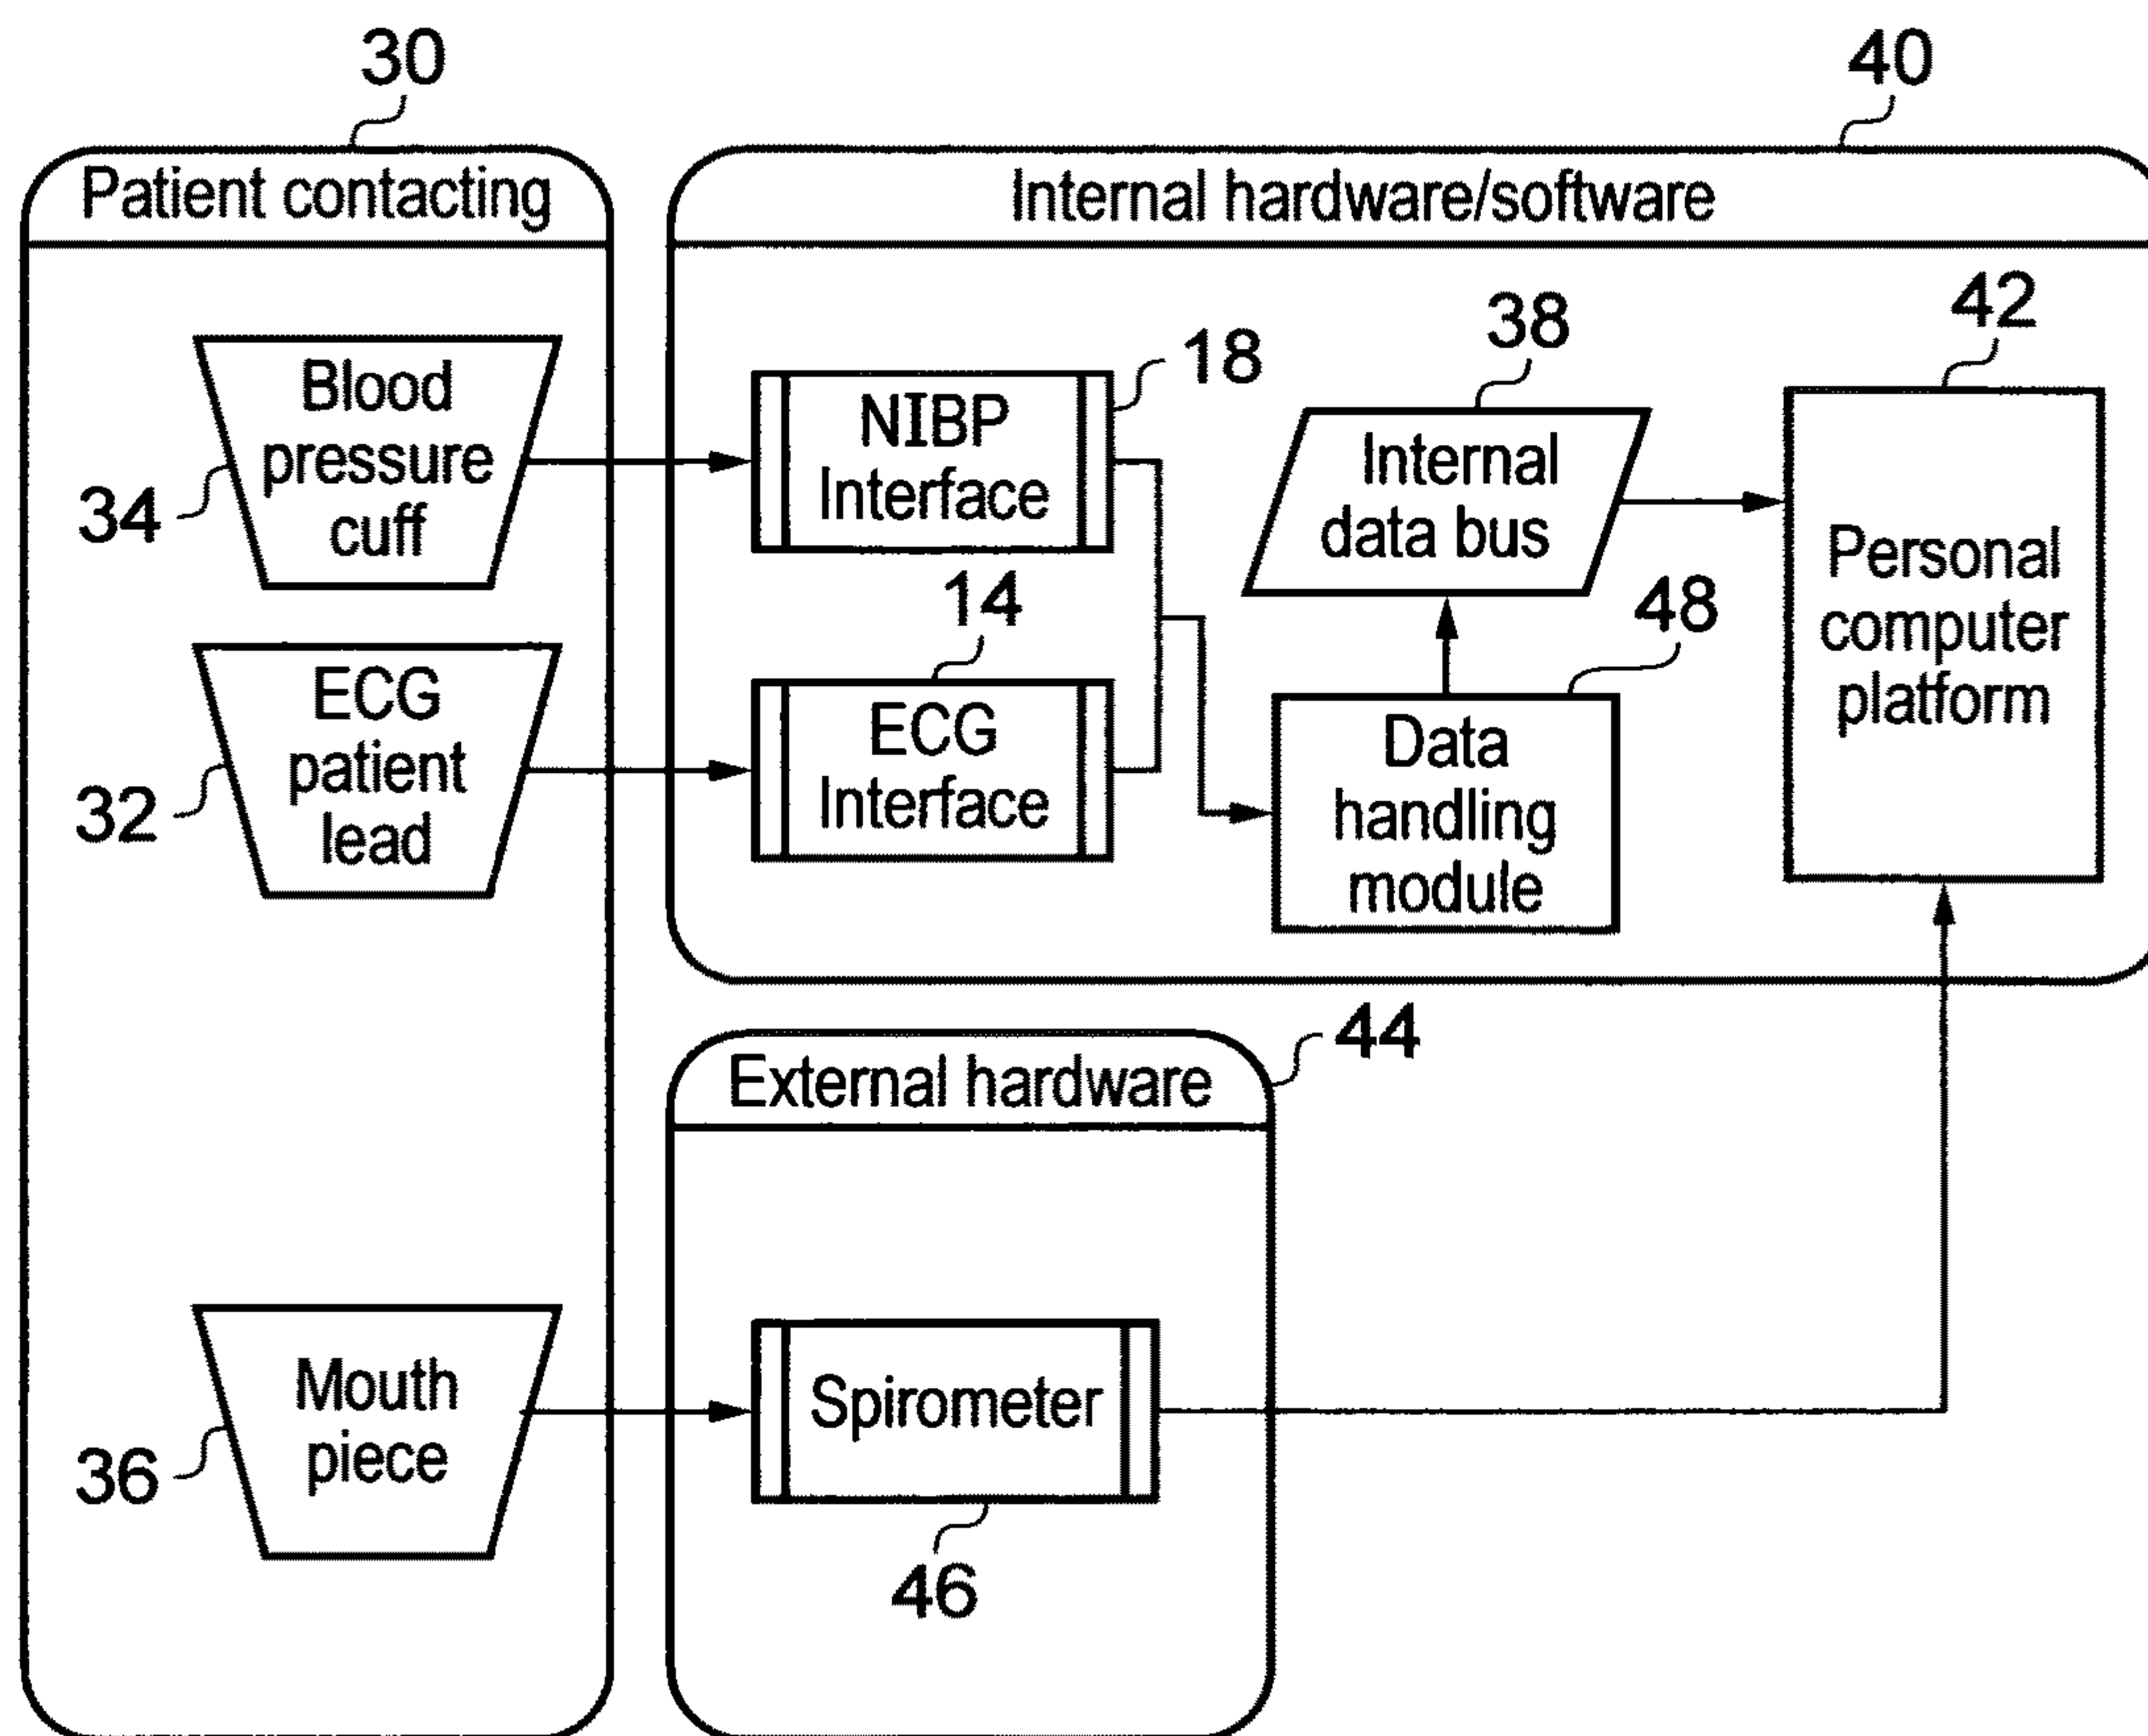 30
40
Patient contacting
Internal hardware/software
42
38
18
Blood
pressure
cuff
34
NIBP
Interface
Internal
data bus
Personal
computer
platform
14
48
ECG
patient
lead
32
ECG
Interface
Data
handling
module
44
External hardware
Mouth
piece
36
Spirometer
46